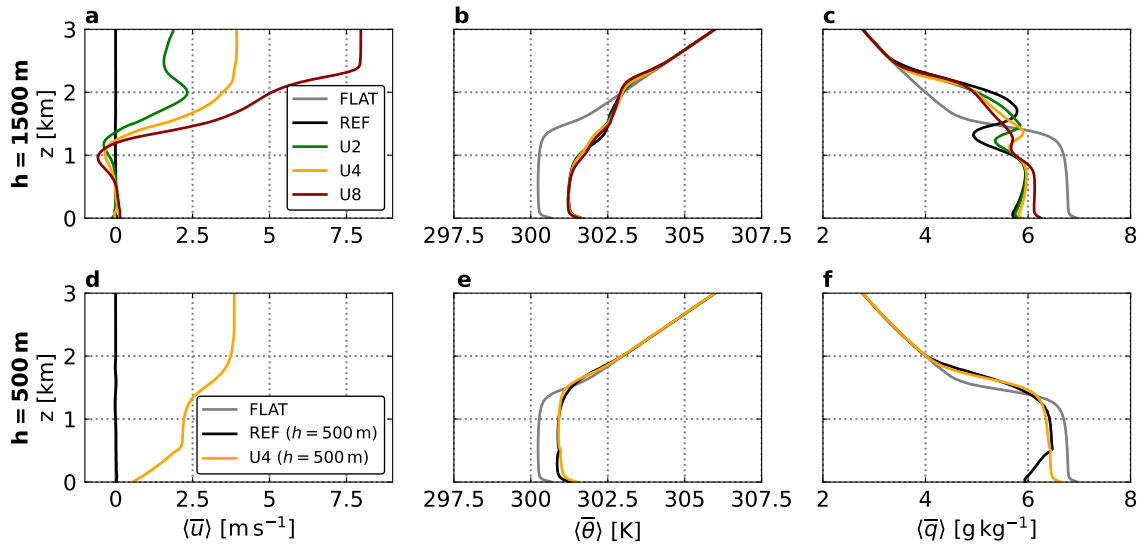 a
b
c
h = 1500 m
z [km]
3
2
1
0
FLAT
REF
U2
U4
U8
0 2.5 5 7.5
297.5 300 302.5 305 307.5
2 4 6 8
d
e
f
h = 500 m
z [km]
3
2
1
0
FLAT
REF (h = 500 m)
U4 (h = 500 m)
0 2.5 5 7.5
297.5 300 302.5 305 307.5
2 4 6 8
⟨u̅⟩ [m s⁻¹]
⟨θ̅⟩ [K]
⟨q̅⟩ [g kg⁻¹]